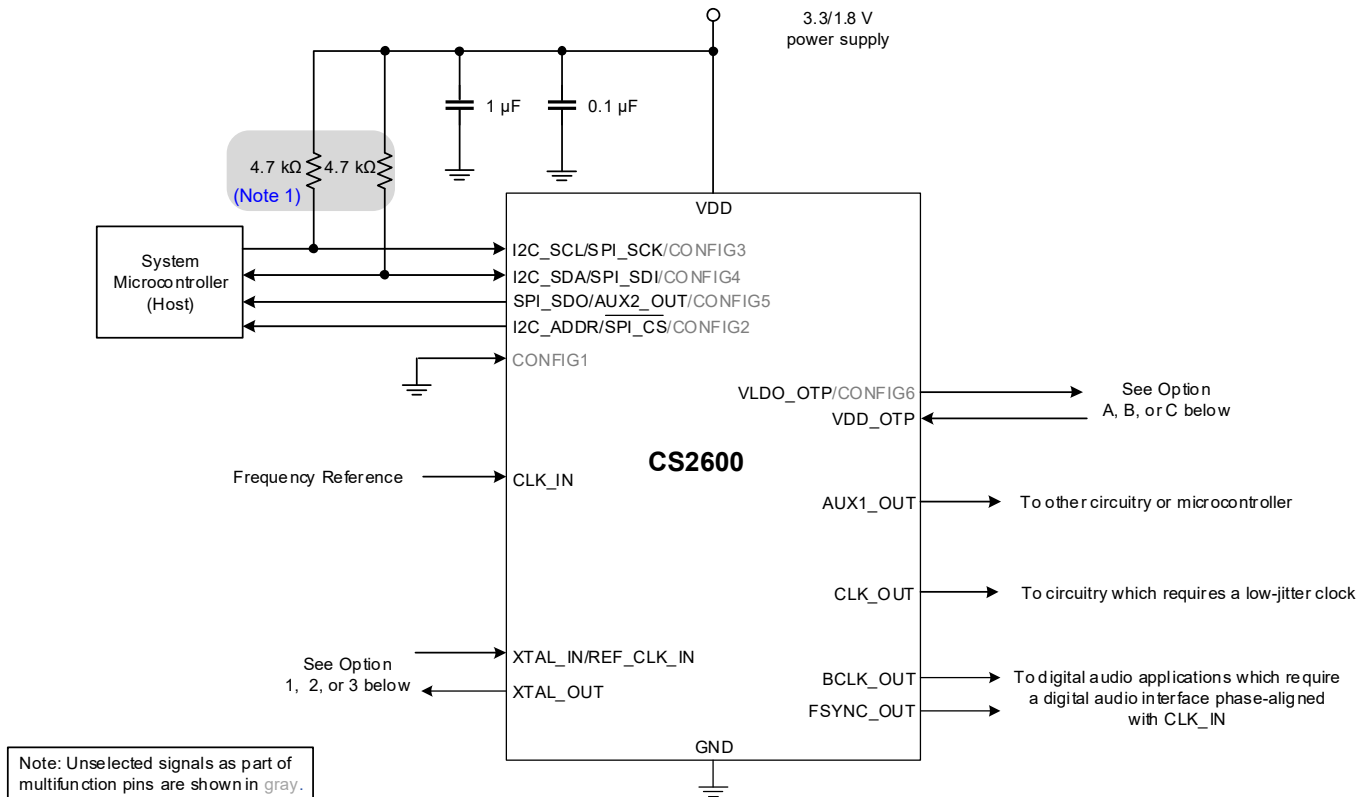 3.3/1.8 V
power supply
1 µF
0.1 µF
4.7 kΩ
4.7 kΩ
(Note 1)
VDD
System
Microcontroller
(Host)
I2C_SCL/SPI_SCK/CONFIG3
I2C_SDA/SPI_SDI/CONFIG4
SPI_SDO/AUX2_OUT/CONFIG5
I2C_ADDR/SPI_CS/CONFIG2
CONFIG1
VLDO_OTP/CONFIG6
VDD_OTP
See Option
A, B, or C below
CS2600
Frequency Reference
CLK_IN
AUX1_OUT
To other circuitry or microcontroller
CLK_OUT
To circuitry which requires a low-jitter clock
See Option
1, 2, or 3 below
XTAL_IN/REF_CLK_IN
XTAL_OUT
BCLK_OUT
FSYNC_OUT
To digital audio applications which require
a digital audio interface phase-aligned
with CLK_IN
GND
Note: Unselected signals as part of
multifunction pins are shown in gray.